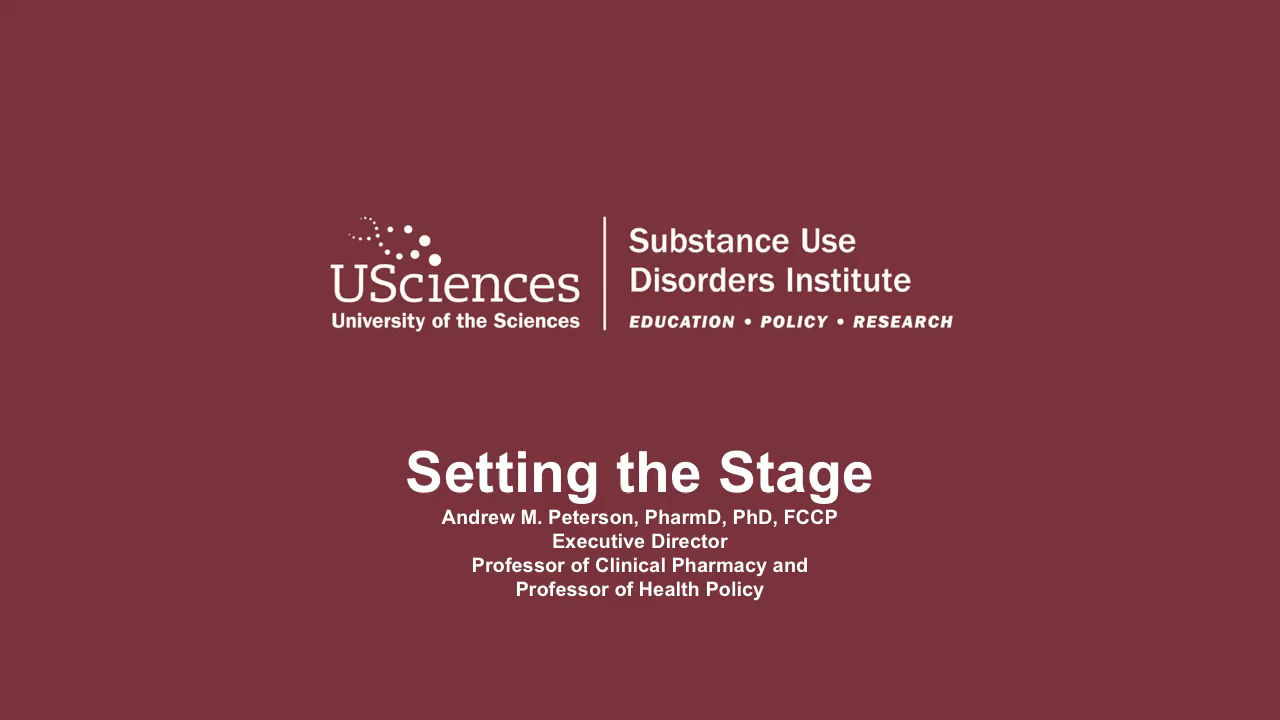 USciences
University of the Sciences
Substance Use
Disorders Institute
EDUCATION • POLICY • RESEARCH
Setting the Stage
Andrew M. Peterson, PharmD, PhD, FCCP
Executive Director
Professor of Clinical Pharmacy and
Professor of Health Policy